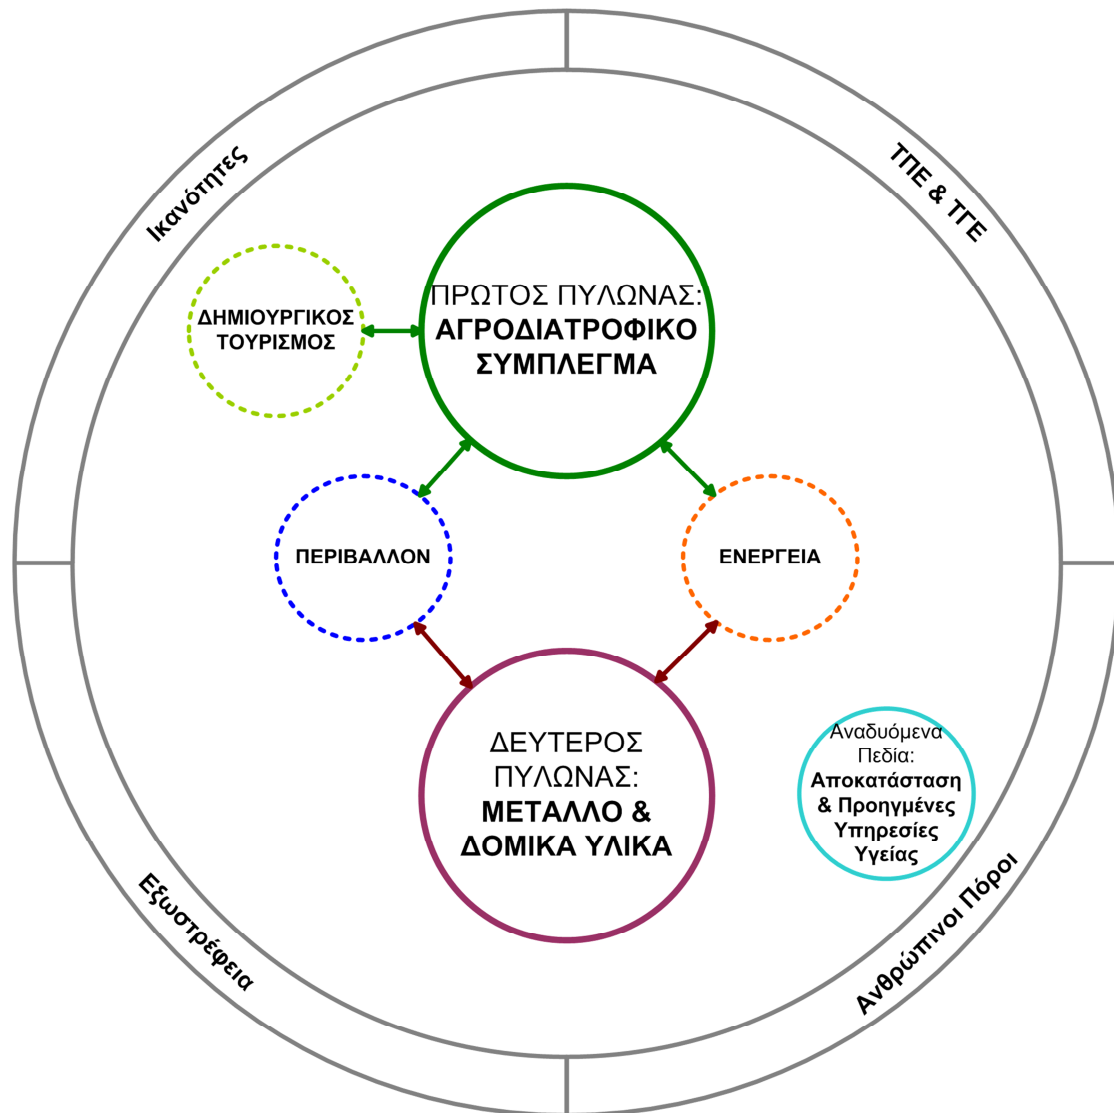 Ικανότητες
ΤΠΕ & ΤΓΕ
ΠΡΩΤΟΣ ΠΥΛΩΝΑΣ:
ΑΓΡΟΔΙΑΤΡΟΦΙΚΟ
ΣΥΜΠΛΕΓΜΑ
ΔΗΜΙΟΥΡΓΙΚΟΣ
ΤΟΥΡΙΣΜΟΣ
ΠΕΡΙΒΑΛΛΟΝ
ΕΝΕΡΓΕΙΑ
ΔΕΥΤΕΡΟΣ
ΠΥΛΩΝΑΣ:
ΜΕΤΑΛΛΟ &
ΔΟΜΙΚΑ ΥΛΙΚΑ
Αναδυόμενα
Πεδία:
Αποκατάσταση
& Προηγμένες
Υπηρεσίες
Υγείας
Εξωστρέφεια
Ανθρώπινοι Πόροι